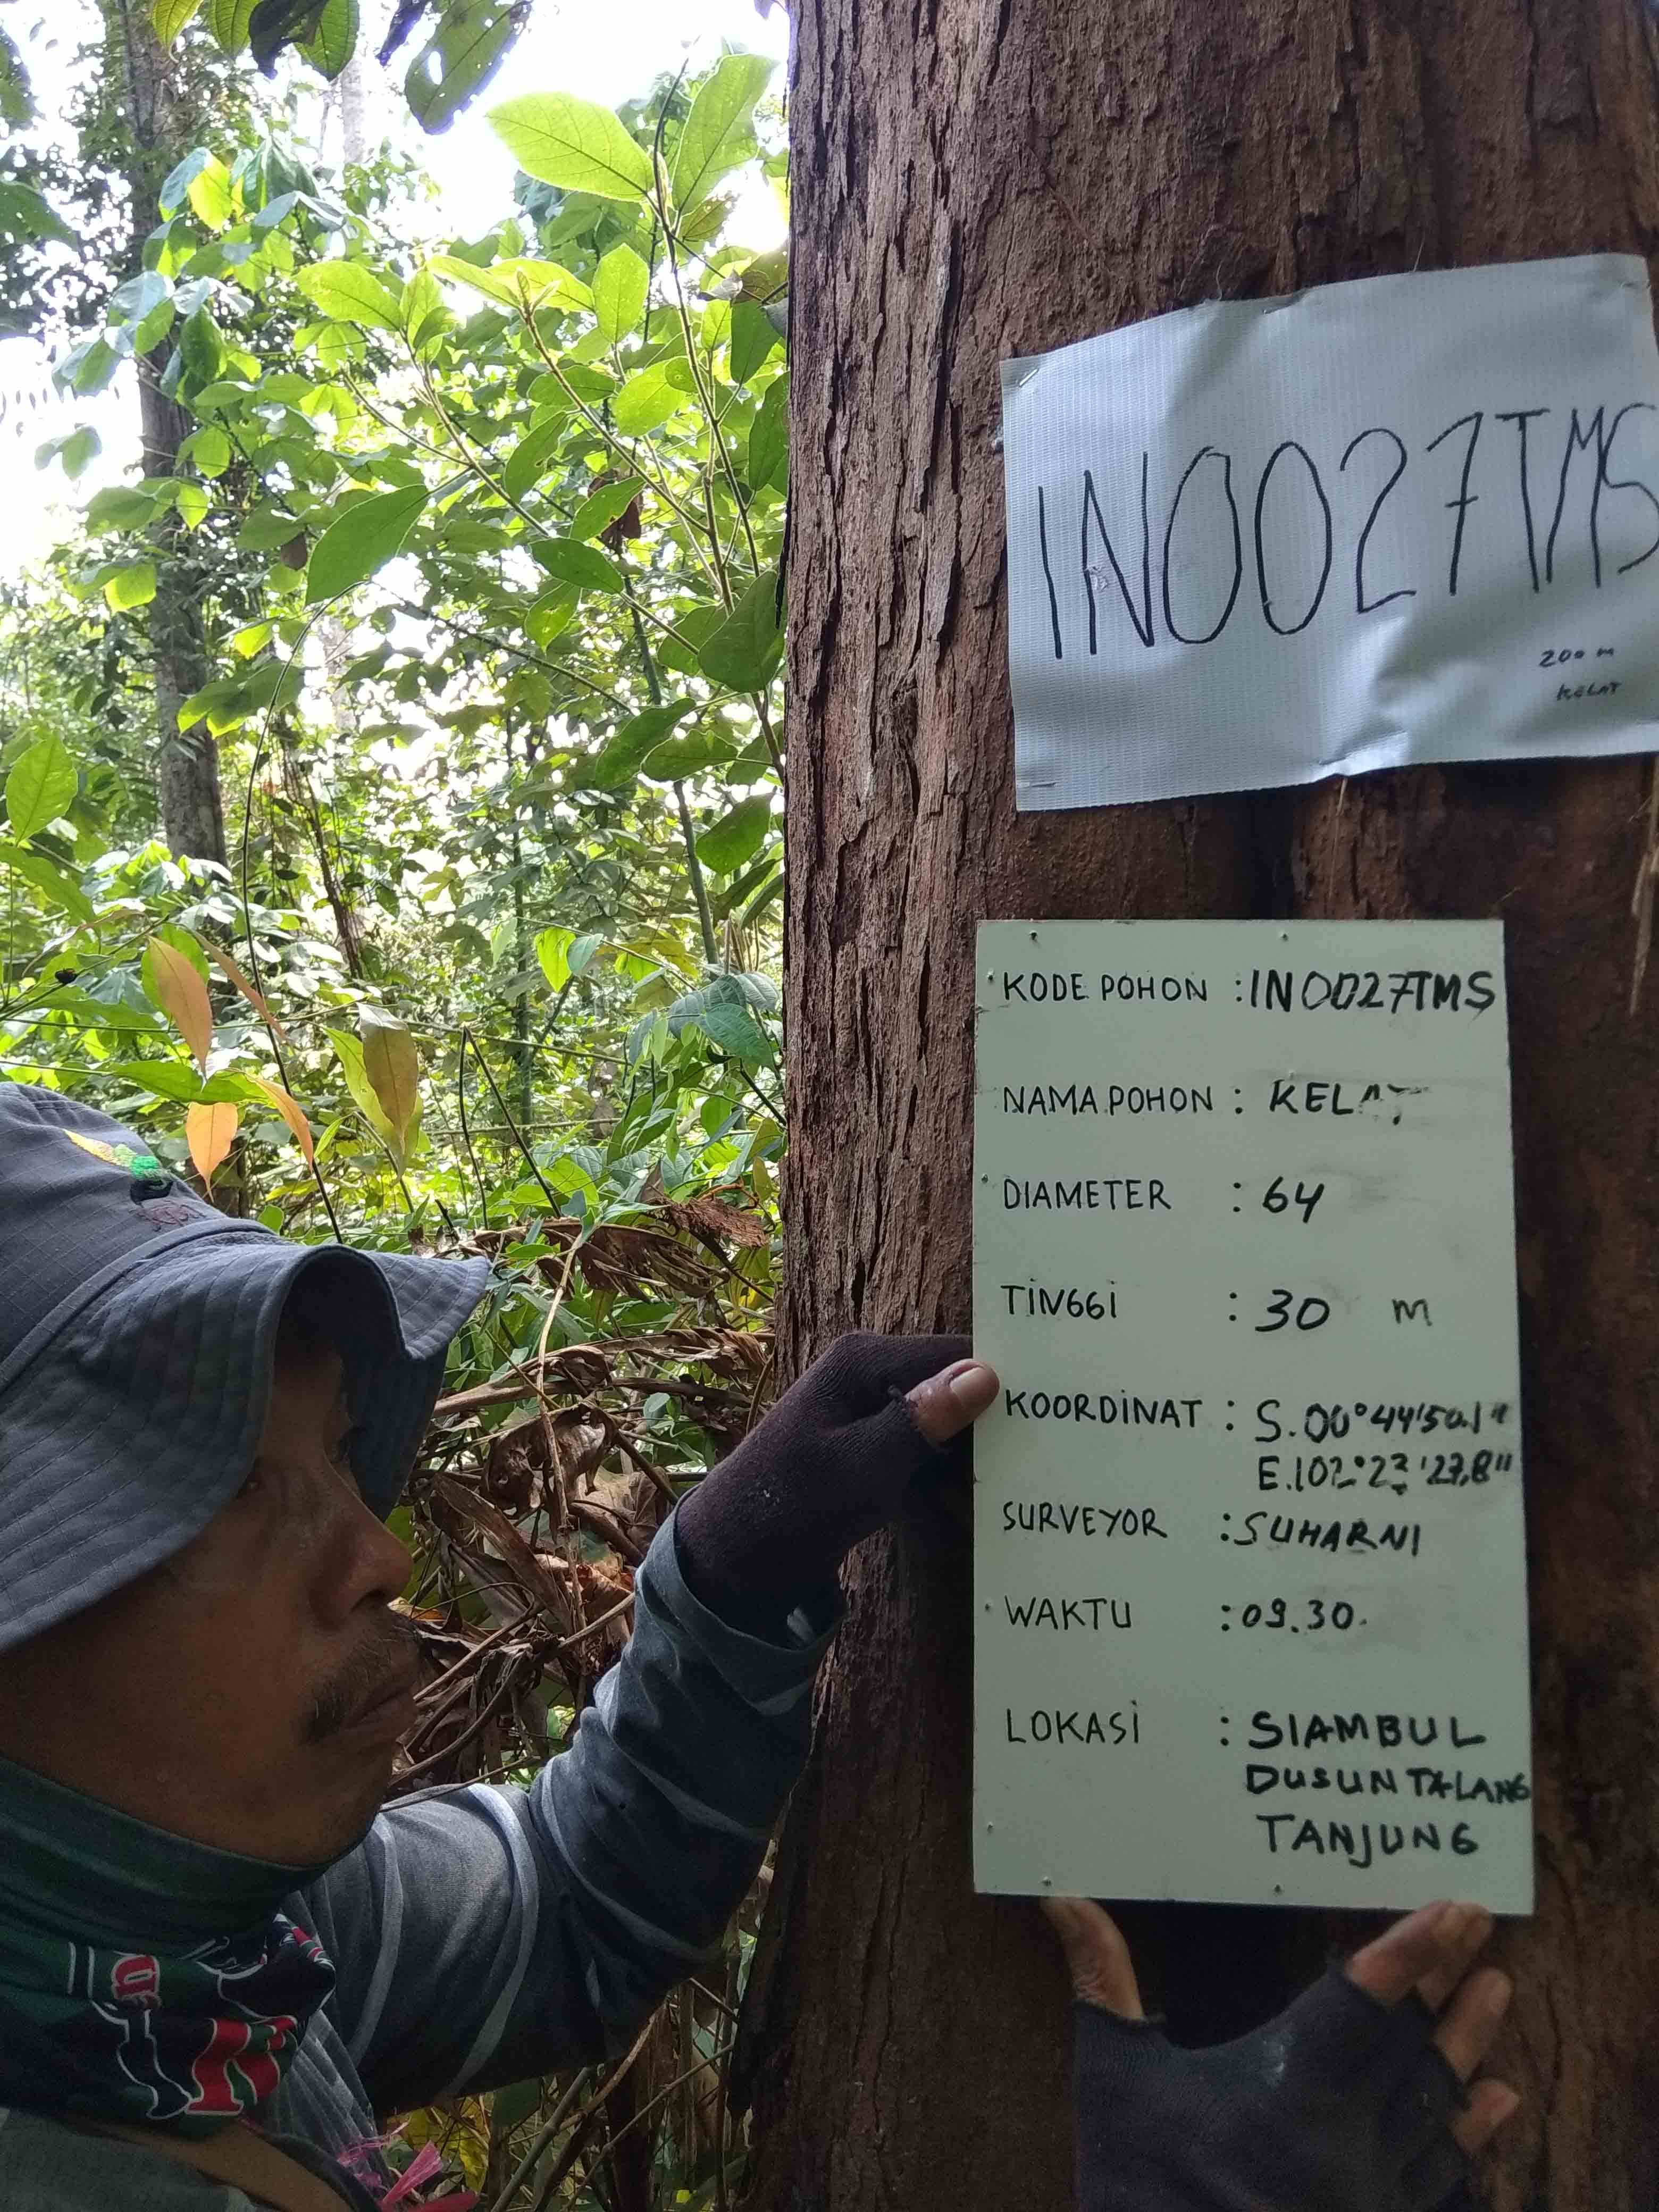 IN0027TMS
200 m
KELAT
KODE POHON : IN0027TMS
NAMA POHON : KELAT
DIAMETER : 64
TINGGI : 30 M
KOORDINAT : S.00°44'50.1"
E.102°23'27,8"
SURVEYOR : SUHARNI
WAKTU : 09.30.
LOKASI : SIAMBUL
DUSUN TALANG
TANJUNG